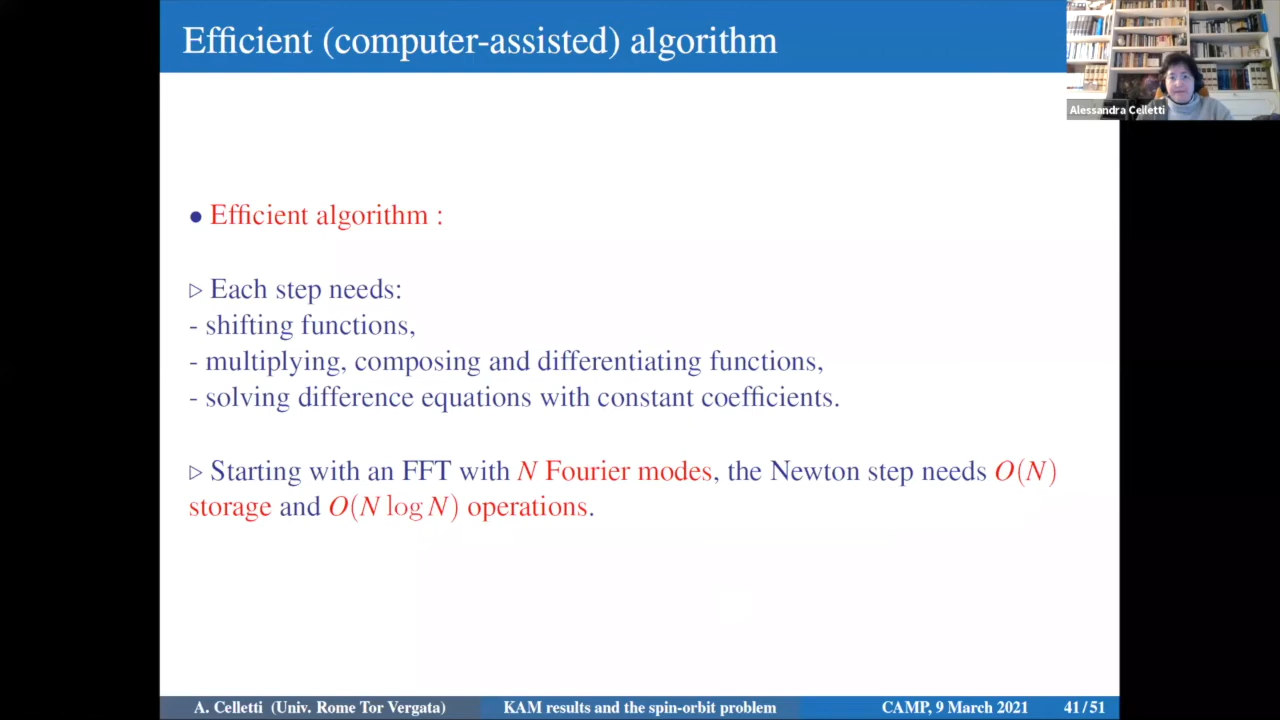 Efficient (computer-assisted) algorithm
Alessandra Celletti
• Efficient algorithm :
▷ Each step needs:
- shifting functions,
- multiplying, composing and differentiating functions,
- solving difference equations with constant coefficients.
▷ Starting with an FFT with N Fourier modes, the Newton step needs O(N)
storage and O(N log N) operations.
A. Celletti (Univ. Rome Tor Vergata) KAM results and the spin-orbit problem CAMP, 9 March 2021 41 / 51